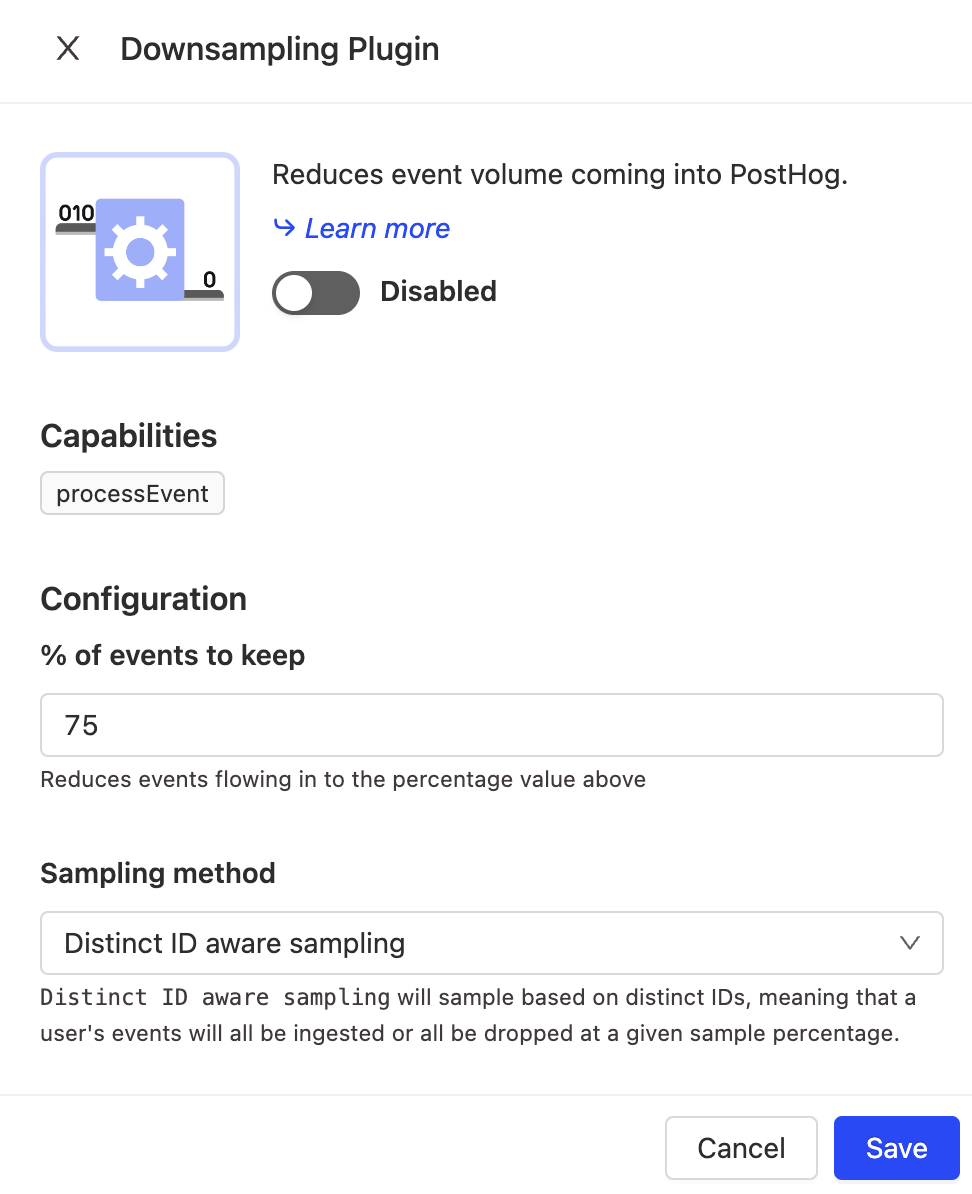 Downsampling Plugin
010
0
Reduces event volume coming into PostHog.
Learn more
Disabled
Capabilities
processEvent
Configuration
% of events to keep
75
Reduces events flowing in to the percentage value above
Sampling method
Distinct ID aware sampling
Distinct ID aware sampling will sample based on distinct IDs, meaning that a
user's events will all be ingested or all be dropped at a given sample percentage.
Cancel
Save